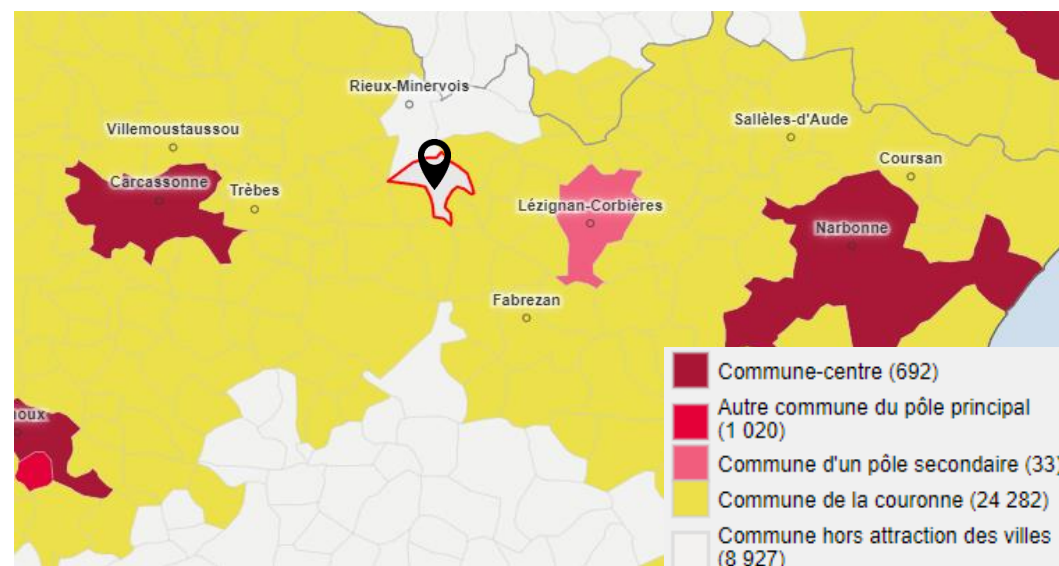 Rieux-Minervois
Villemoustaussou
Sallèles-d'Aude
Coursan
Carcassonne
Trèbes
Lézignan-Corbières
Narbonne
Fabrezan
noux
Commune-centre (692)
Autre commune du pôle principal
(1 020)
Commune d'un pôle secondaire (33)
Commune de la couronne (24 282)
Commune hors attraction des villes
(8 927)